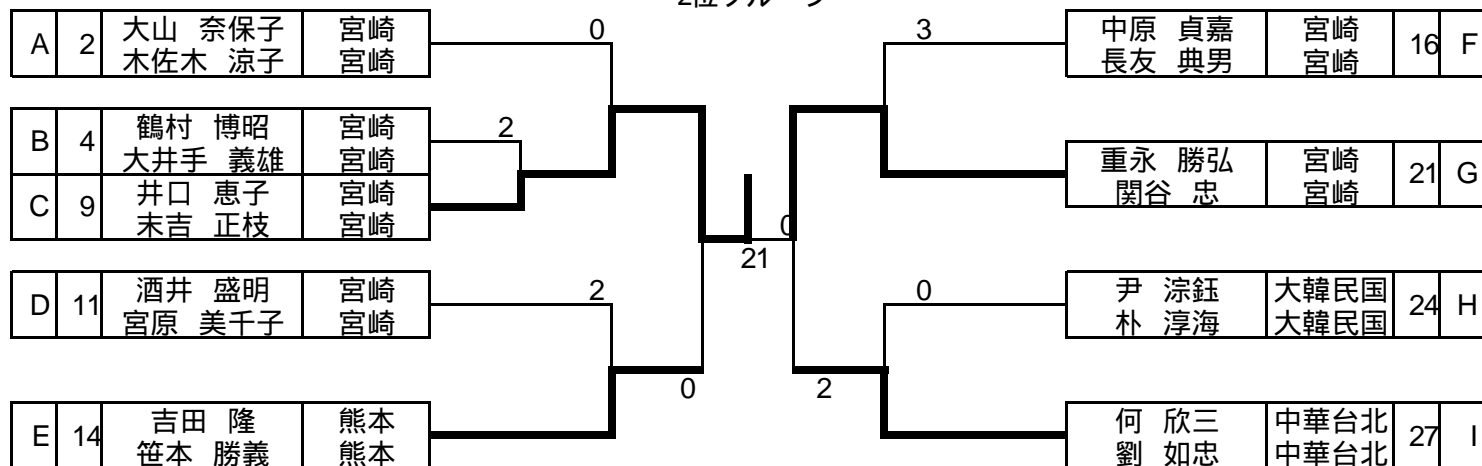 2位グループ
A 2 大山 奈保子 宮崎
木佐木 涼子 宮崎
0
3
中原 貞嘉 宮崎 16 F
長友 典男 宮崎
B 4 鶴村 博昭 宮崎
大井手 義雄 宮崎
2
重永 勝弘 宮崎 21 G
関谷 忠 宮崎
C 9 井口 恵子 宮崎
末吉 正枝 宮崎
0
21
D 11 酒井 盛明 宮崎
宮原 美千子 宮崎
2
0
尹 淙鈺 大韓民国 24 H
朴 淳海 大韓民国
0
2
E 14 吉田 隆 熊本
笹本 勝義 熊本
何 欣三 中華台北 27 I
劉 如忠 中華台北